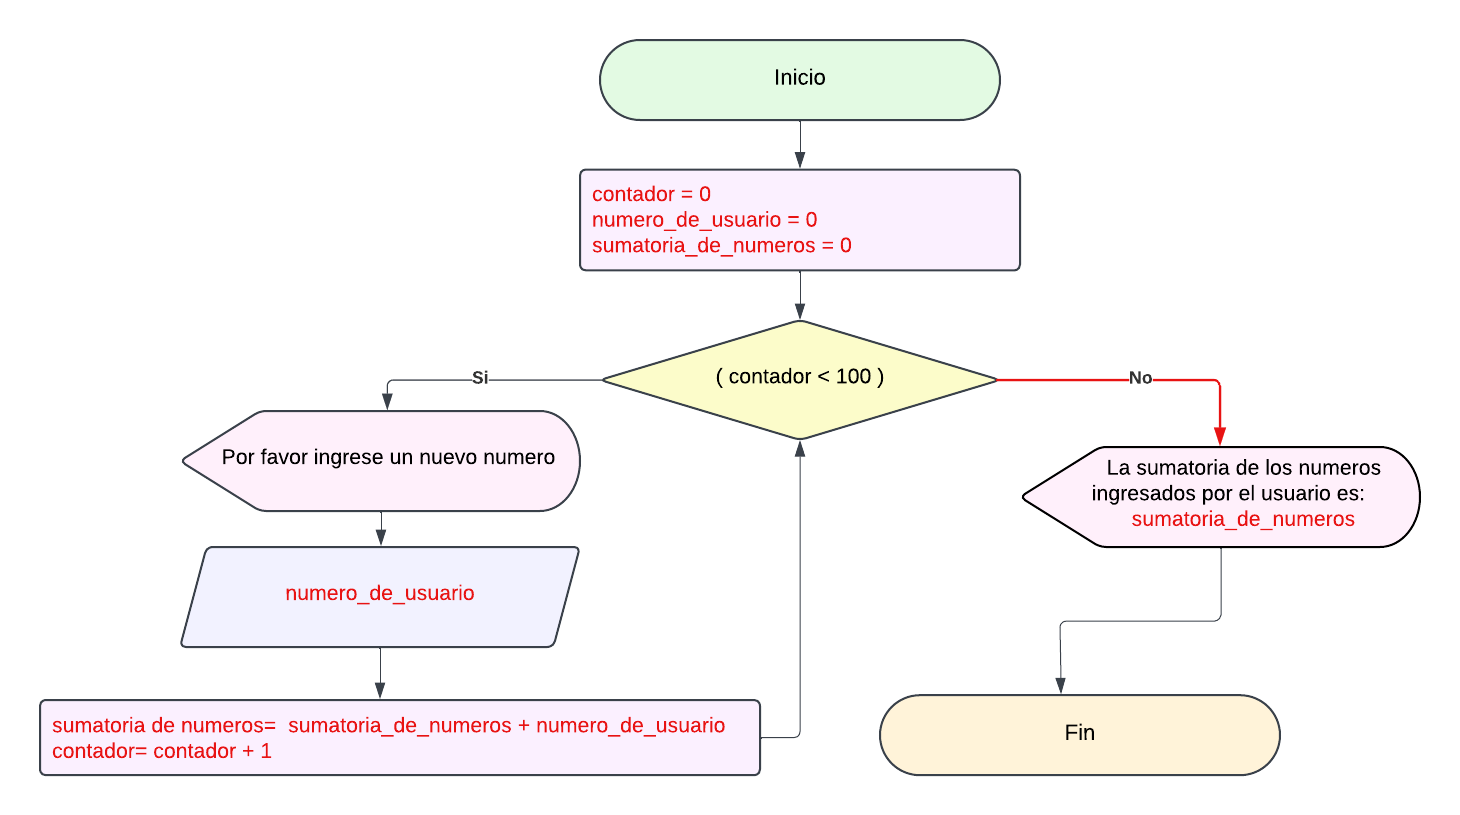 Inicio
contador = 0
numero_de_usuario = 0
sumatoria_de_numeros = 0
( contador < 100 )
Si
No
Por favor ingrese un nuevo numero
La sumatoria de los numeros
ingresados por el usuario es:
sumatoria_de_numeros
numero_de_usuario
sumatoria de numeros=  sumatoria_de_numeros + numero_de_usuario
contador= contador + 1
Fin